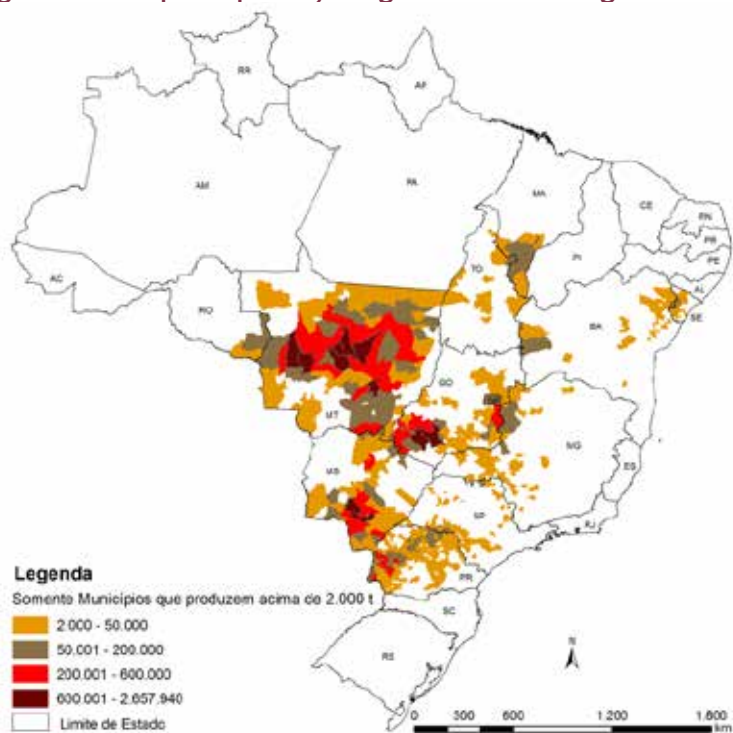 RR
AP
AM
PA
MA
CE
RN
PE
PI
AC
TO
AL
SE
RO
BA
GO
MT
MG
MS
ES
SP
RJ
PR
SC
RS
Legenda
Somente Municípios que produzem acima de 2.000 t
2.000 - 50.000
50.001 - 200.000
200.001 - 600.000
600.001 - 2.657.940
Limite de Estado
N
0 300 600 1.200 1.800
km